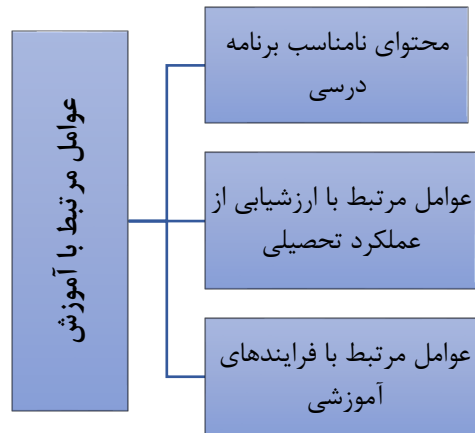 عوامل مرتبط با آموزش
محتوای نامناسب برنامه
درسی
عوامل مرتبط با ارزشیابی از
عملکرد تحصیلی
عوامل مرتبط با فرایندهای
آموزشی